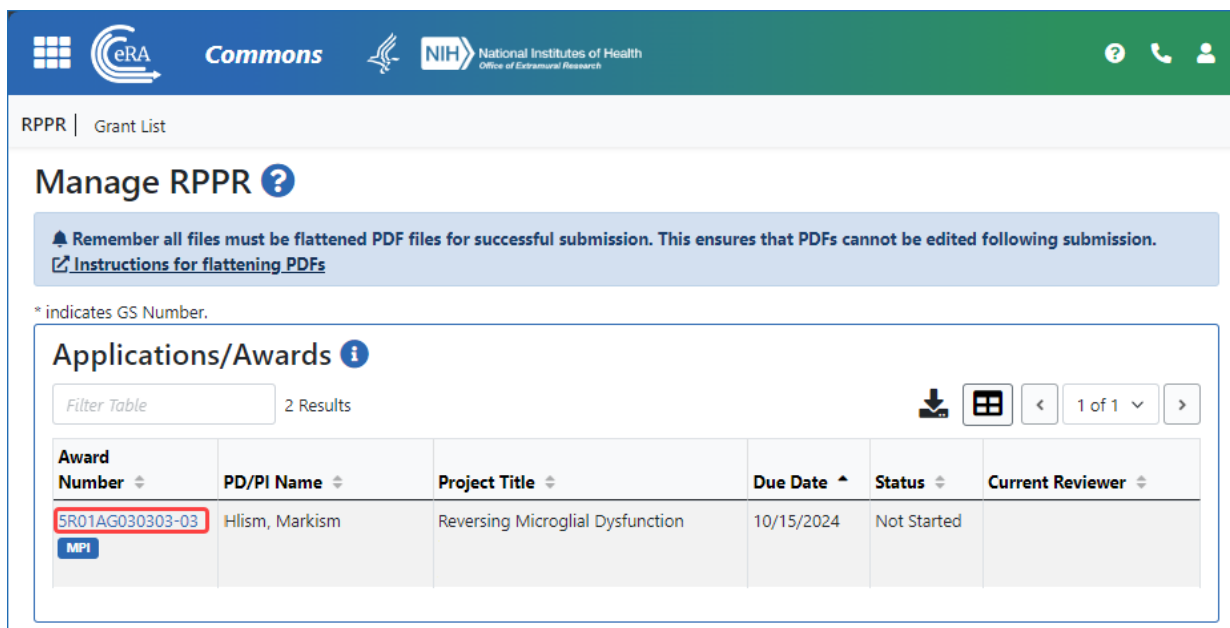 eRA Commons NIH National Institutes of Health
Office of Extramural Research
RPPR | Grant List
Manage RPPR ?
Remember all files must be flattened PDF files for successful submission. This ensures that PDFs cannot be edited following submission.
Instructions for flattening PDFs
* indicates GS Number.
Applications/Awards i
Filter Table 2 Results 1 of 1
Award Number PD/PI Name Project Title Due Date Status Current Reviewer
5R01AG030303-03 Hlism, Markism Reversing Microglial Dysfunction 10/15/2024 Not Started
MPI